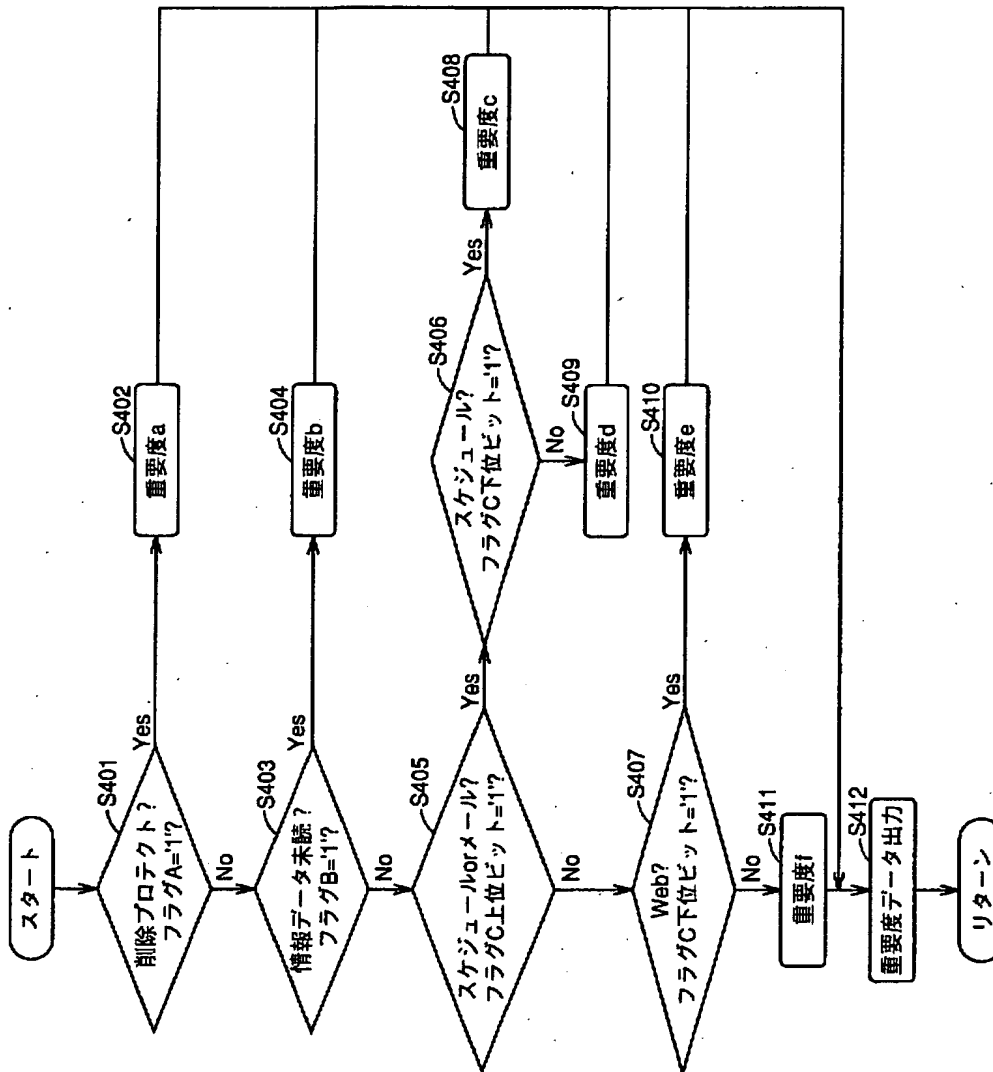 スタート
S401
削除プロテクト?
フラグA='1'?
Yes
No
S402
重要度a
S403
情報データ未読?
フラグB='1'?
Yes
No
S404
重要度b
S405
スケジュールorメール?
フラグC上位ビット='1'?
Yes
No
S406
スケジュール?
フラグC下位ビット='1'?
Yes
No
S408
重要度c
S409
重要度d
S407
Web?
フラグC下位ビット='1'?
Yes
No
S410
重要度e
S411
重要度f
S412
重要度データ出力
リターン